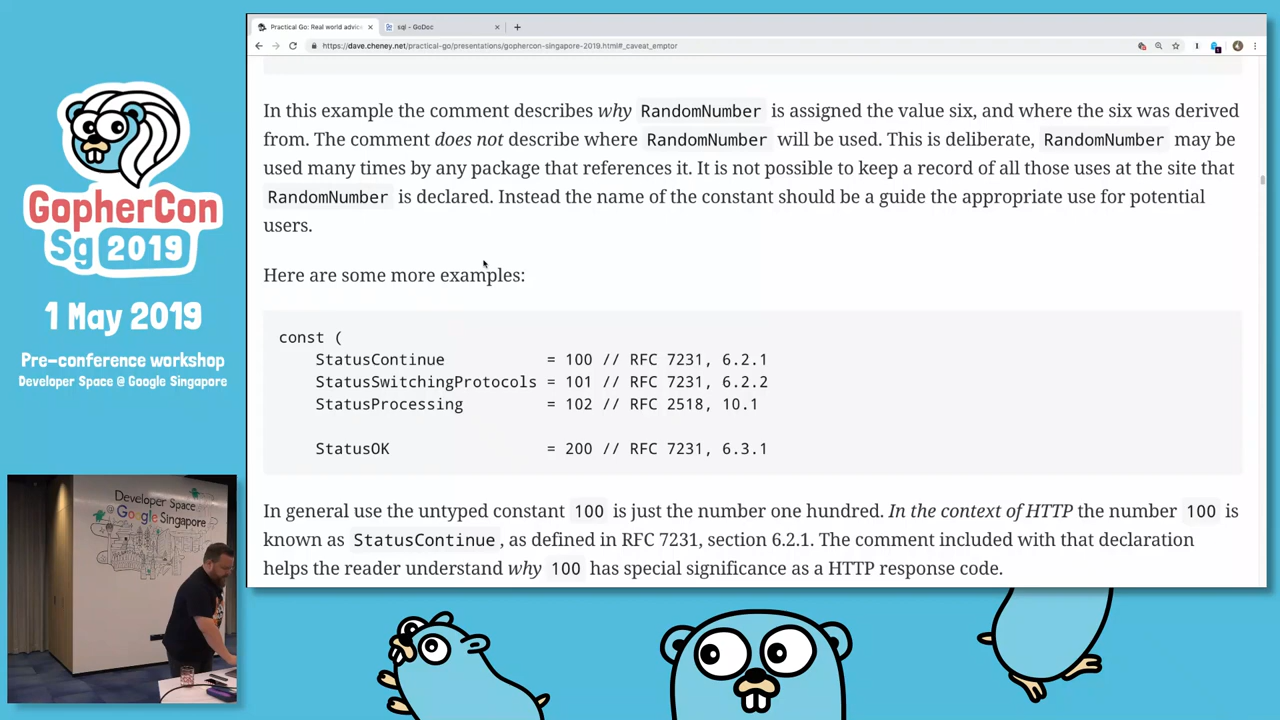 Practical Go: Real world advic
sql - GoDoc
https://dave.cheney.net/practical-go/presentations/gophercon-singapore-2019.html#_caveat_emptor
In this example the comment describes why RandomNumber is assigned the value six, and where the six was derived
from. The comment does not describe where RandomNumber will be used. This is deliberate, RandomNumber may be
used many times by any package that references it. It is not possible to keep a record of all those uses at the site that
RandomNumber is declared. Instead the name of the constant should be a guide the appropriate use for potential
users.
Here are some more examples:
const (
StatusContinue = 100 // RFC 7231, 6.2.1
StatusSwitchingProtocols = 101 // RFC 7231, 6.2.2
StatusProcessing = 102 // RFC 2518, 10.1
StatusOK = 200 // RFC 7231, 6.3.1
In general use the untyped constant 100 is just the number one hundred. In the context of HTTP the number 100 is
known as StatusContinue, as defined in RFC 7231, section 6.2.1. The comment included with that declaration
helps the reader understand why 100 has special significance as a HTTP response code.
GopherCon
Sg 2019
1 May 2019
Pre-conference workshop
Developer Space @ Google Singapore
Developer Space
@ Google Singapore